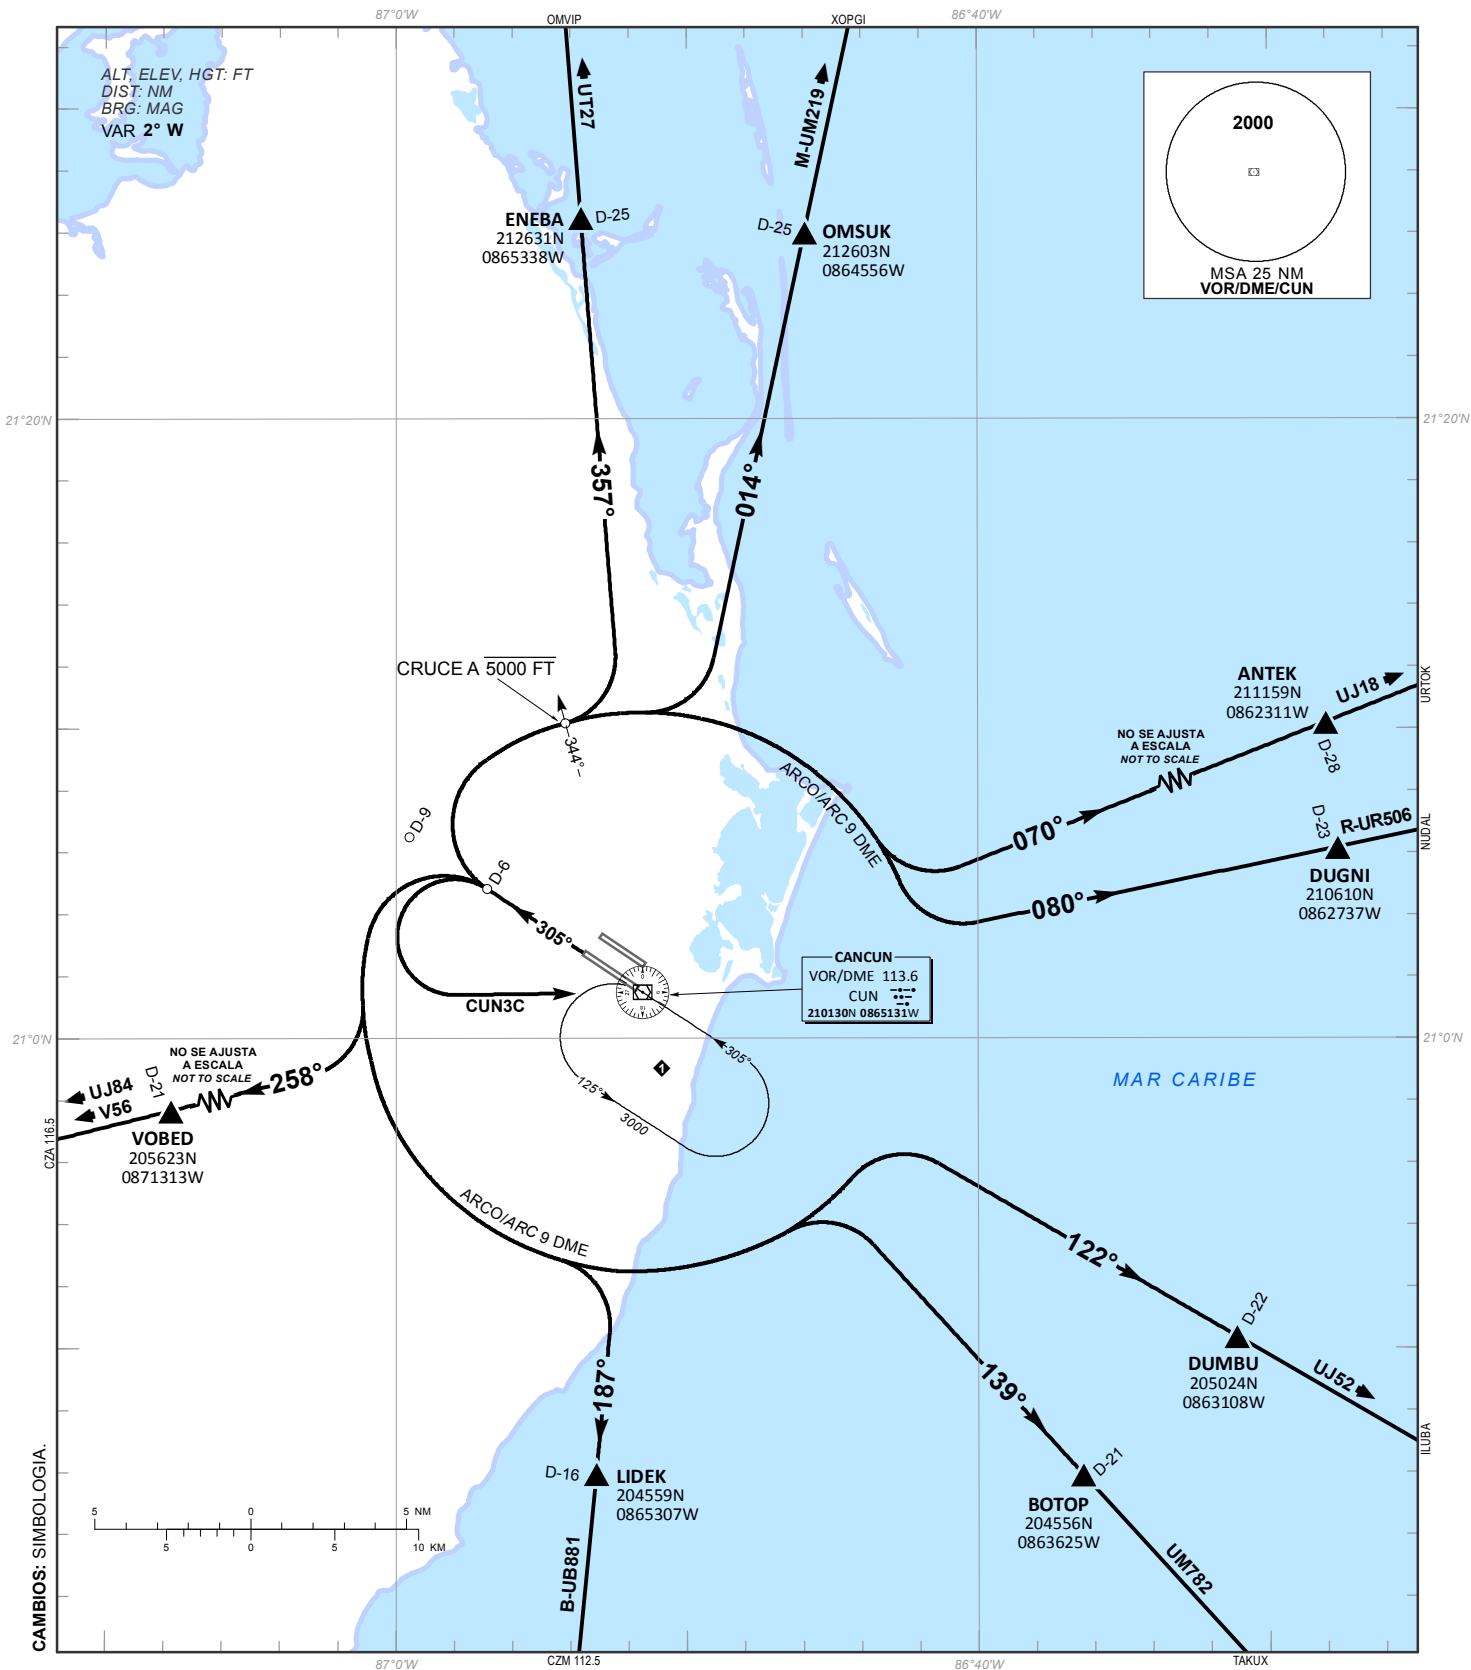 87°0'W
OMVIP
XOPGI
86°40'W
ALT, ELEV, HGT: FT
DIST: NM
BRG: MAG
VAR 2° W
UT27
M-UM219
2000
MSA 25 NM
VOR/DME/CUN
ENEBA
212631N
0865338W
D-25
D-25
OMSUK
212603N
0864556W
21°20'N
21°20'N
357°
014°
CRUCE A 5000 FT
344°
ANTEK
211159N
0862311W
UJ18
URTOK
D-28
NO SE AJUSTA
A ESCALA
NOT TO SCALE
070°
ARCO/ARC 9 DME
D-9
D-6
D-23
R-UR506
NUDAL
DUGNI
210610N
0862737W
080°
305°
CUN3C
CANCUN
VOR/DME 113.6
CUN
210130N 0865131W
21°0'N
21°0'N
305°
125°
3000
1
MAR CARIBE
NO SE AJUSTA
A ESCALA
NOT TO SCALE
258°
D-21
UJ84
V56
CZA 116.5
VOBED
205623N
0871313W
ARCO/ARC 9 DME
122°
D-22
DUMBU
205024N
0863108W
UJ52
ILUBA
187°
139°
D-16
LIDEK
204559N
0865307W
D-21
BOTOP
204556N
0863625W
B-UB881
UM782
CAMBIOS: SIMBOLOGIA.
5 0 5 NM
5 0 5 10 KM
87°0'W
CZM 112.5
86°40'W
TAKUX